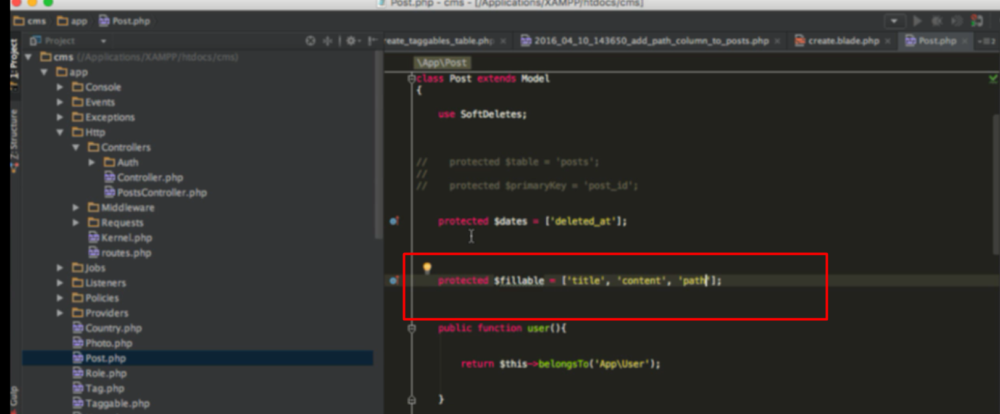 Post.php - cms - [/Applications/XAMPP/htdocs/cms]
cms app Post.php
Project
eate_taggables_table.php
2016_04_10_143650_add_path_column_to_posts.php
create.blade.php
Post.php
2
1: Project
Z: Structure
Gulp
cms (/Applications/XAMPP/htdocs/cms)
app
Console
Events
Exceptions
Http
Controllers
Auth
Controller.php
PostsController.php
Middleware
Requests
Kernel.php
routes.php
Jobs
Listeners
Policies
Providers
Country.php
Photo.php
Post.php
Role.php
Tag.php
Taggable.php
\App\Post
class Post extends Model
{
use SoftDeletes;
// protected $table = 'posts';
//
// protected $primaryKey = 'post_id';
protected $dates = ['deleted_at'];
protected $fillable = ['title', 'content', 'path'];
public function user(){
return $this->belongsTo('App\User');
}